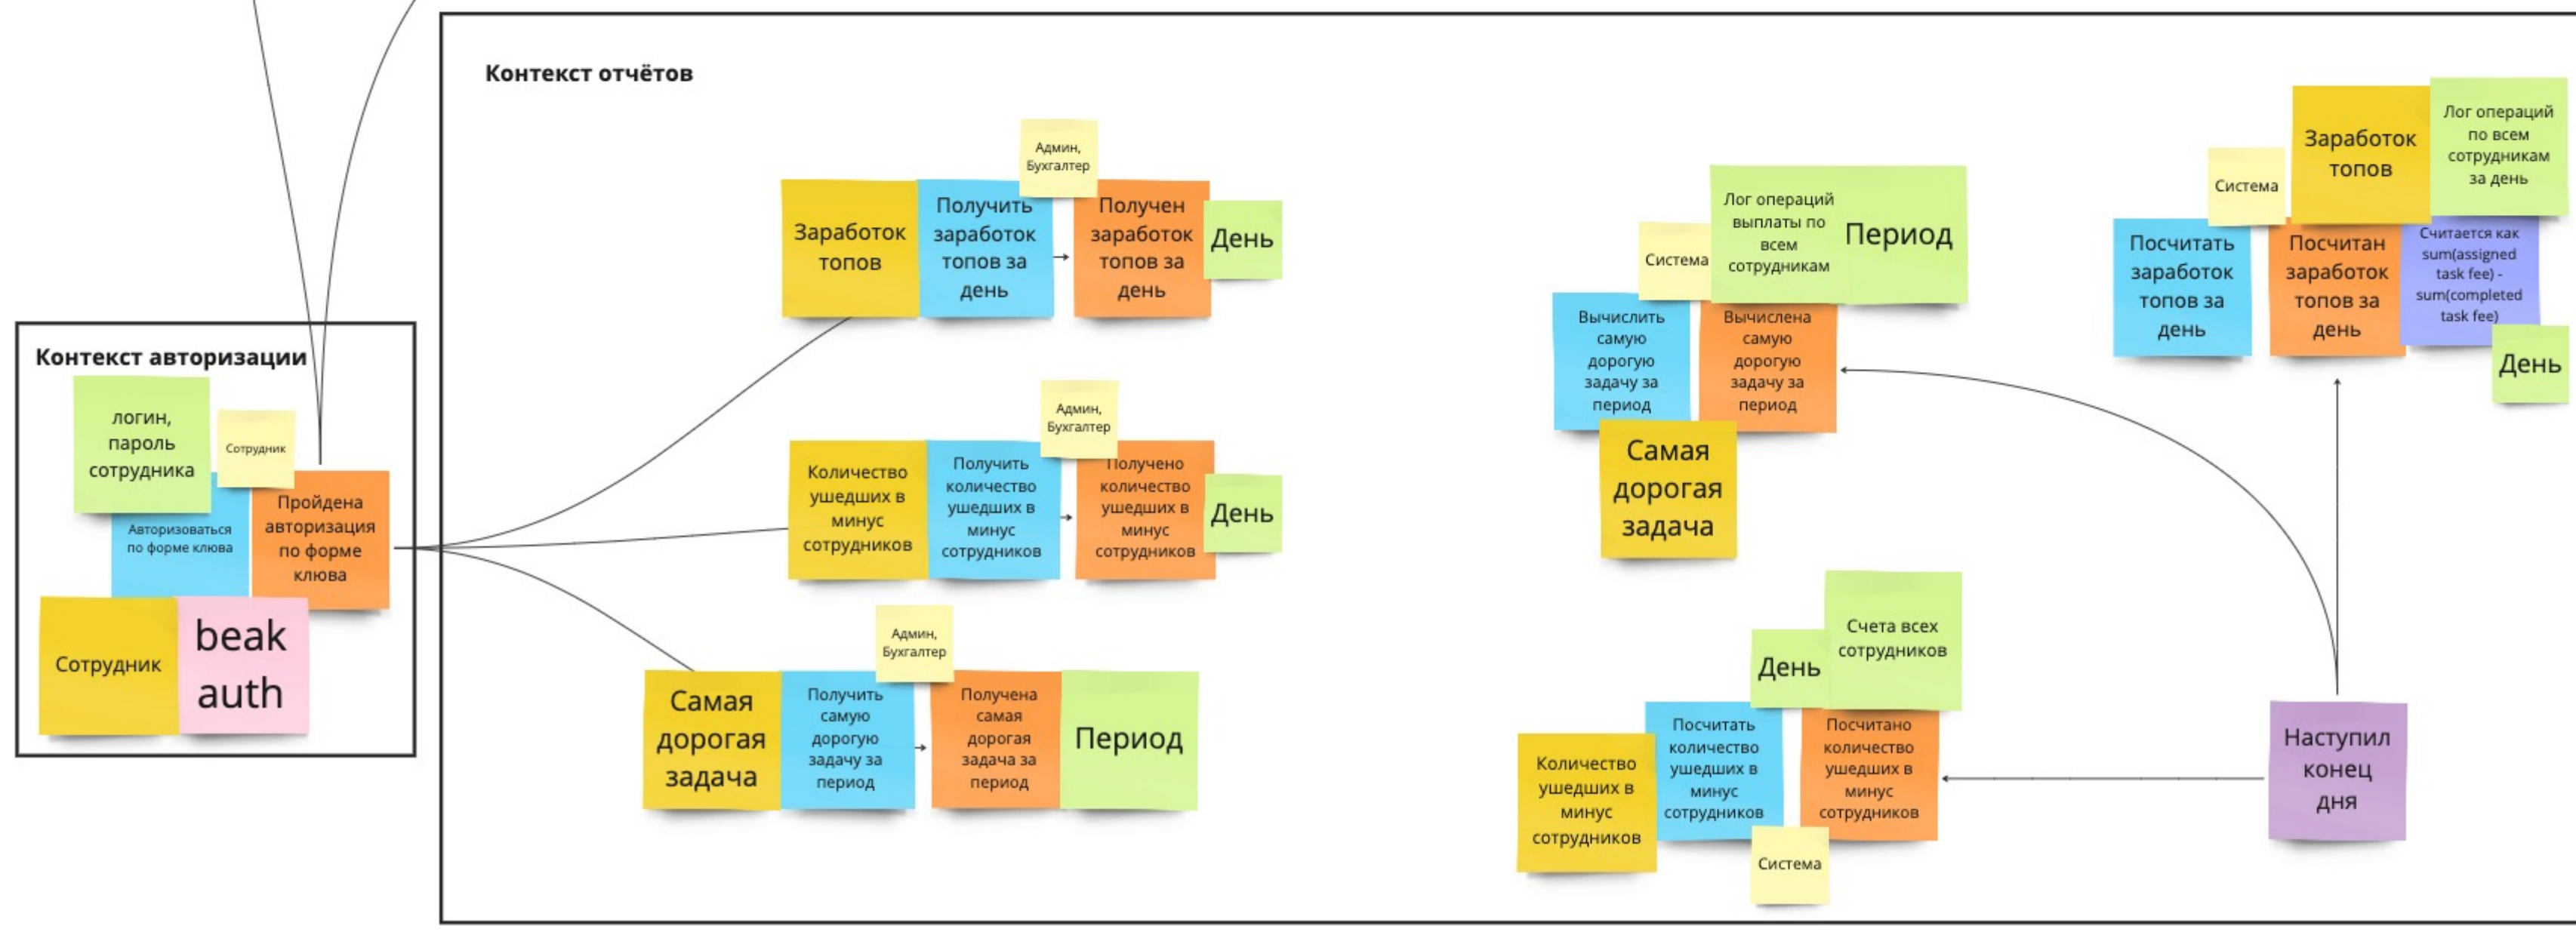 Контекст отчётов
Контекст авторизации
логин,
пароль
сотрудника
Сотрудник
Авторизоваться
по форме клюва
Пройдена
авторизация
по форме
клюва
Сотрудник
beak
auth
Заработок
топов
Получить
заработок
топов за
день
Админ,
Бухгалтер
Получен
заработок
топов за
день
День
Количество
ушедших в
минус
сотрудников
Получить
количество
ушедших в
минус
сотрудников
Админ,
Бухгалтер
Получено
количество
ушедших в
минус
сотрудников
День
Самая
дорогая
задача
Получить
самую
дорогую
задачу за
период
Админ,
Бухгалтер
Получена
самая
дорогая
задача за
период
Период
Система
Лог операций
выплаты по
всем
сотрудникам
Период
Вычислить
самую
дорогую
задачу за
период
Вычислена
самую
дорогую
задачу за
период
Самая
дорогая
задача
Система
Заработок
топов
Лог операций
по всем
сотрудникам
за день
Посчитать
заработок
топов за
день
Посчитан
заработок
топов за
день
Считается как
sum(assigned
task fee) -
sum(completed
task fee)
День
День
Счета всех
сотрудников
Количество
ушедших в
минус
сотрудников
Посчитать
количество
ушедших в
минус
сотрудников
Посчитано
количество
ушедших в
минус
сотрудников
Система
Наступил
конец
дня